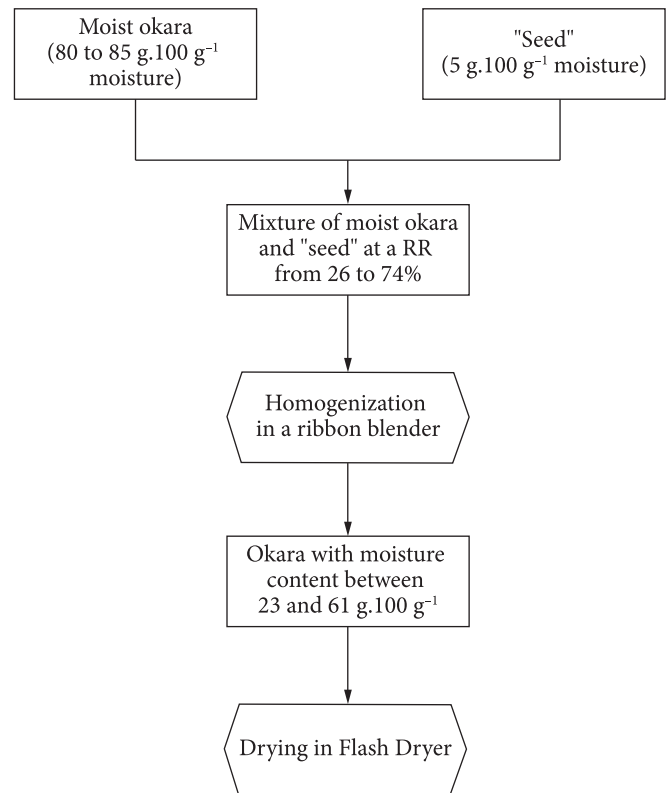 Moist okara
(80 to 85 g.100 g⁻¹
moisture)
"Seed"
(5 g.100 g⁻¹ moisture)
Mixture of moist okara
and "seed" at a RR
from 26 to 74%
Homogenization
in a ribbon blender
Okara with moisture
content between
23 and 61 g.100 g⁻¹
Drying in Flash Dryer